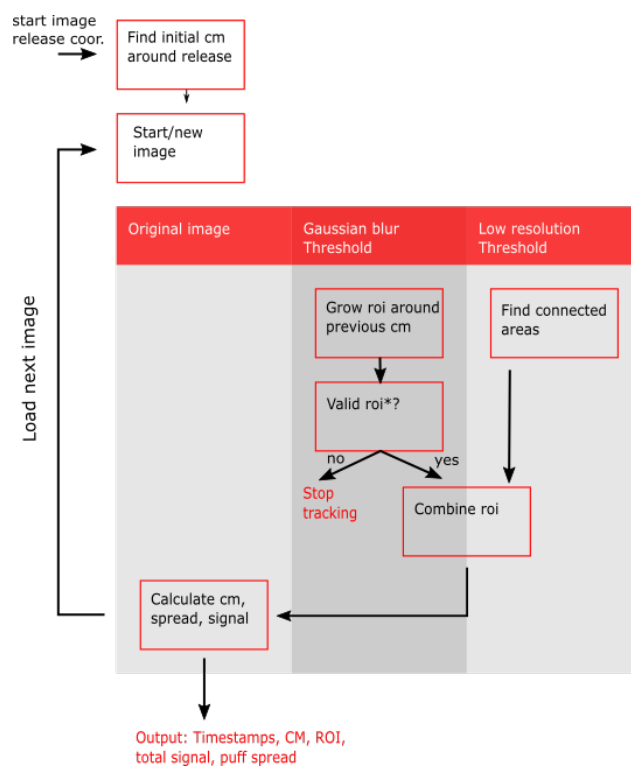 start image
release coor.
Find initial cm
around release
Start/new
image
Load next image
Original image
Gaussian blur
Threshold
Low resolution
Threshold
Grow roi around
previous cm
Find connected
areas
Valid roi*?
no
yes
Stop
tracking
Combine roi
Calculate cm,
spread, signal
Output: Timestamps, CM, ROI,
total signal, puff spread